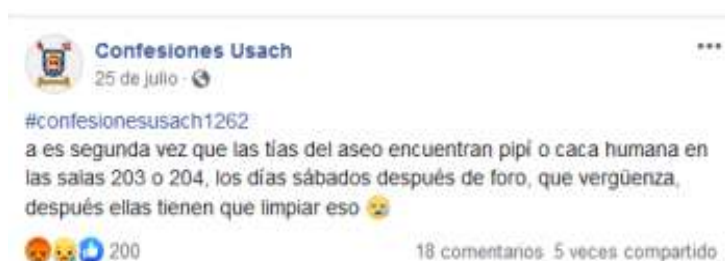 Confesiones Usach
25 de julio
#confesionesusach1262
a es segunda vez que las tías del aseo encuentran pipí o caca humana en
las salas 203 o 204, los días sábados después de foro, que vergüenza,
después ellas tienen que limpiar eso 😢
200 18 comentarios 5 veces compartido